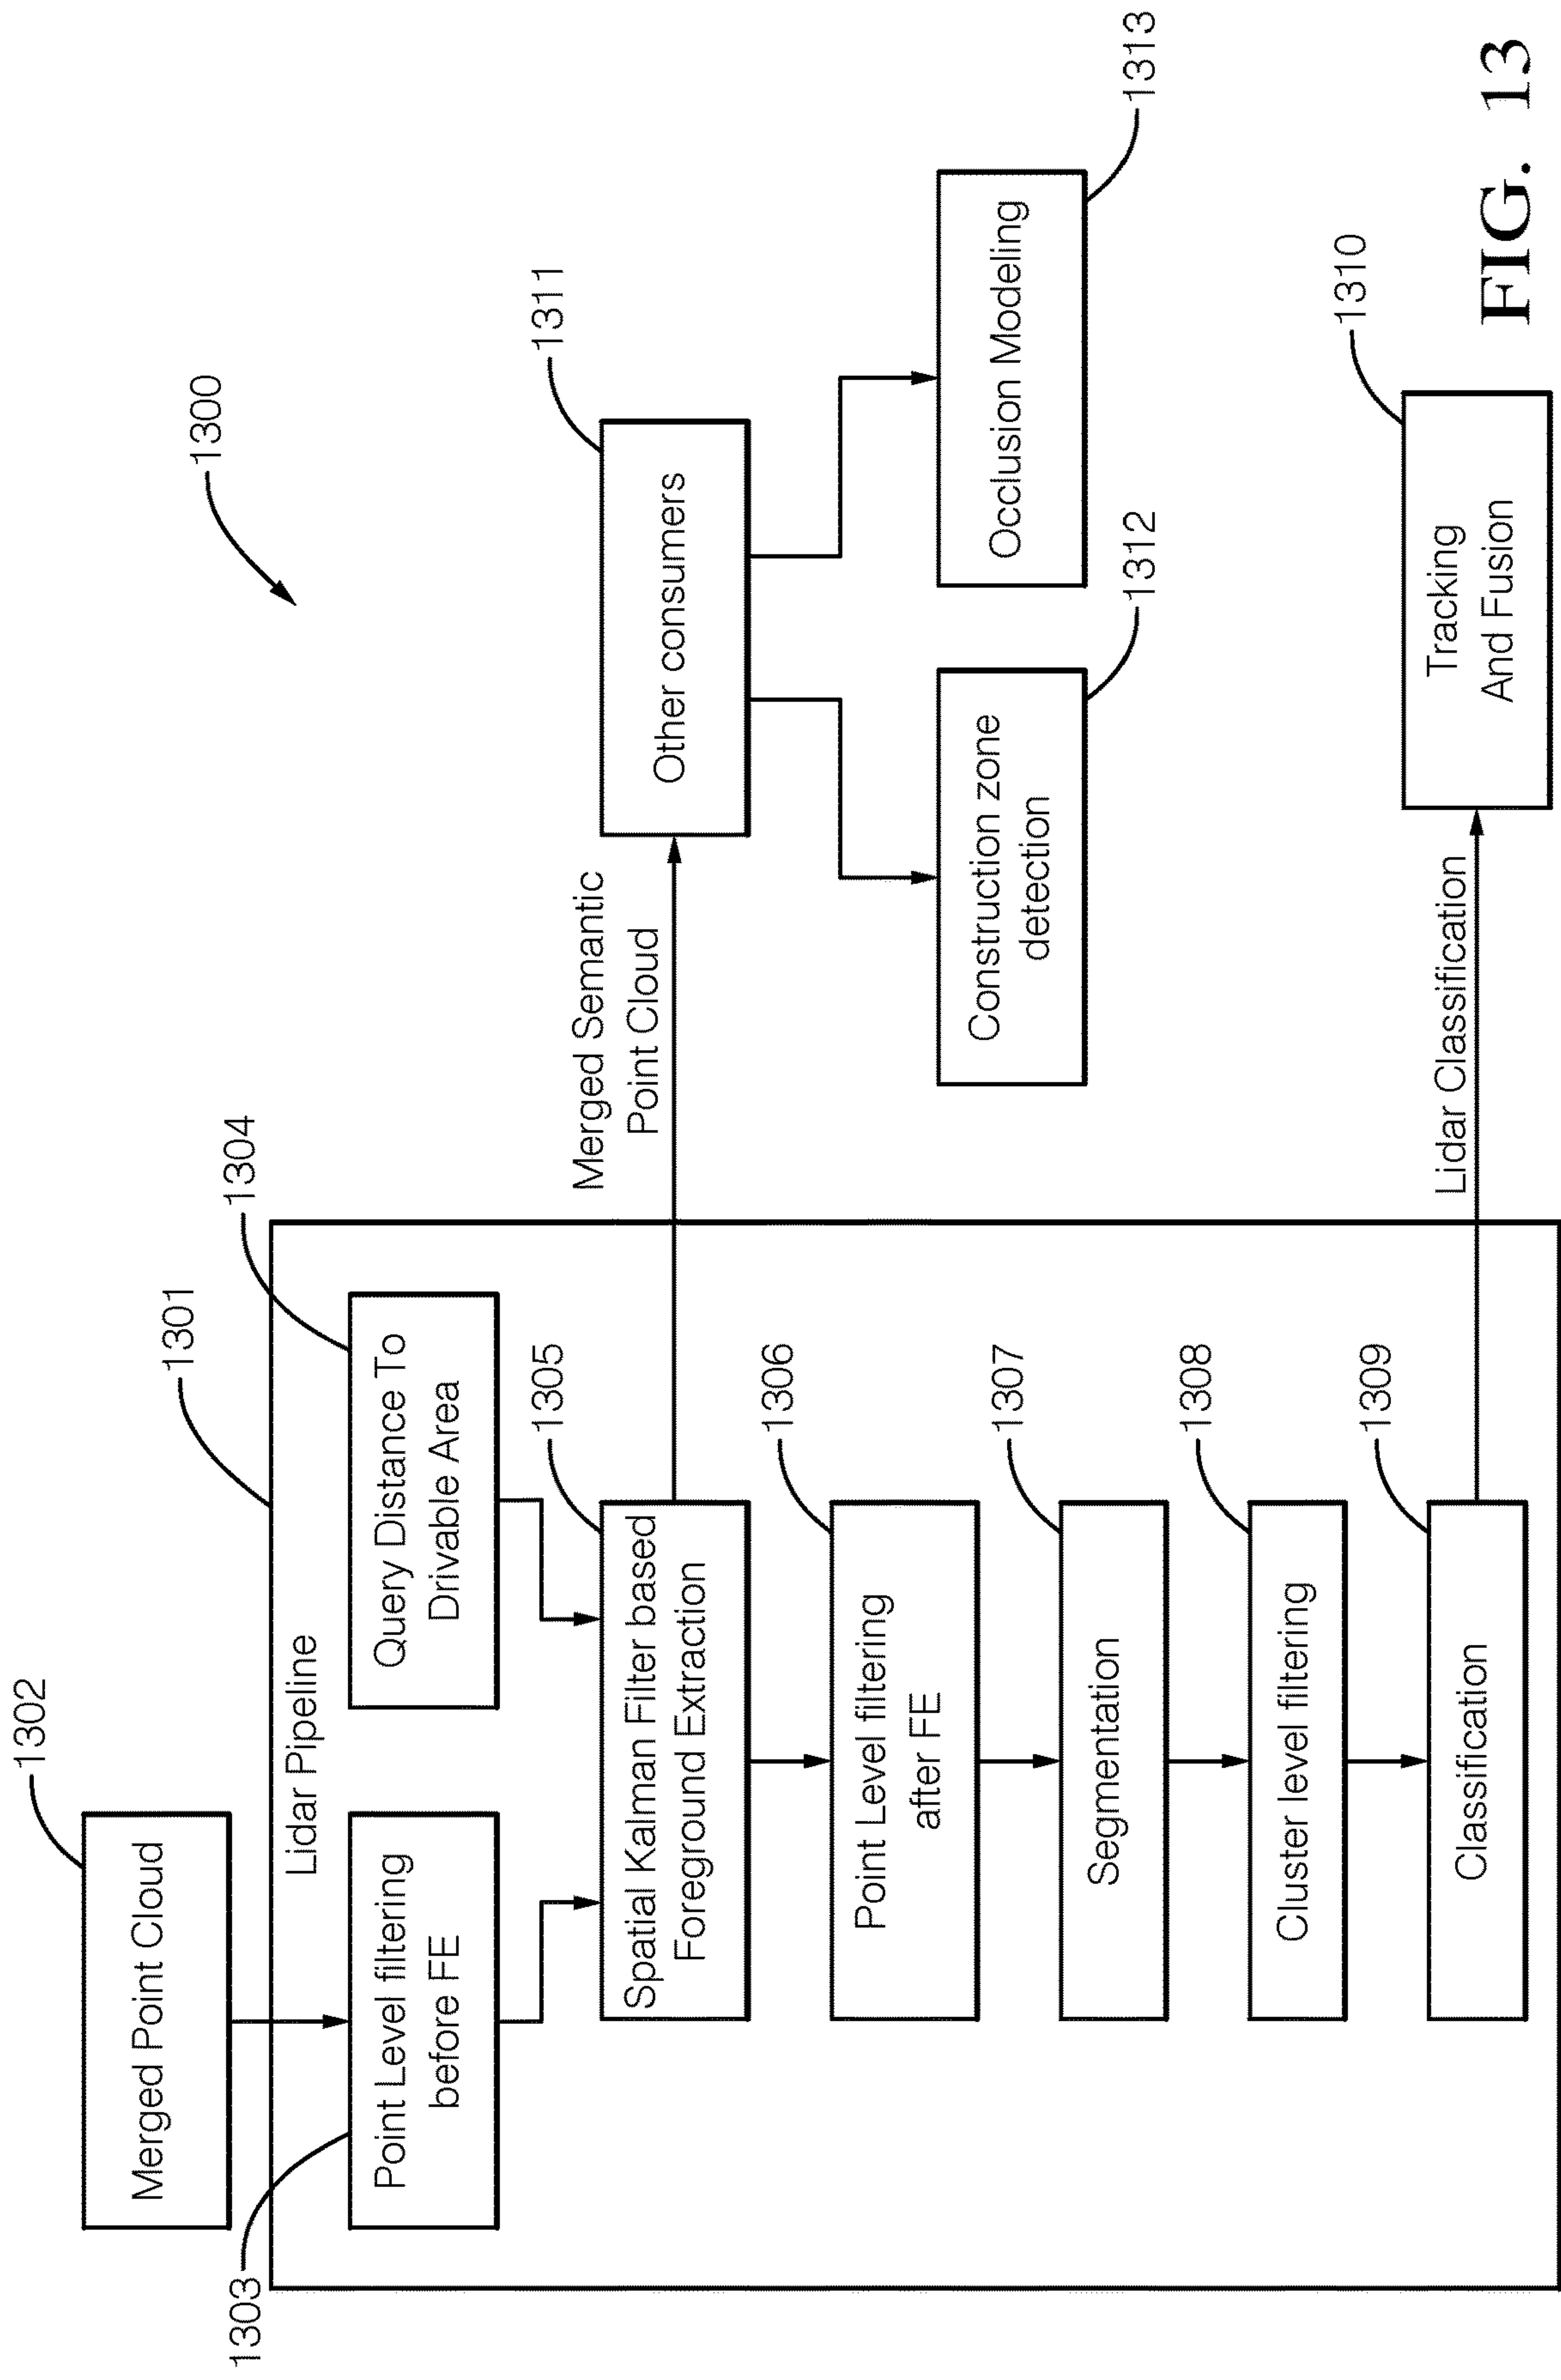 1300
1302
Merged Point Cloud
1301
Lidar Pipeline
1303
Point Level filtering
before FE
1304
Query Distance To
Drivable Area
1305
Spatial Kalman Filter based
Foreground Extraction
Merged Semantic
Point Cloud
1311
Other consumers
1306
Point Level filtering
after FE
1312
Construction zone
detection
1313
Occlusion Modeling
1307
Segmentation
1308
Cluster level filtering
1309
Classification
Lidar Classification
1310
Tracking
And Fusion
FIG. 13